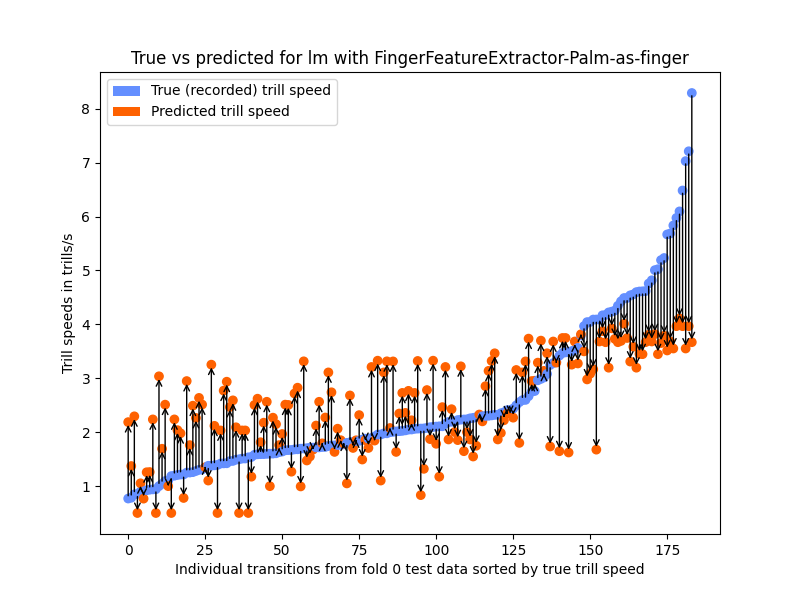 True vs predicted for lm with FingerFeatureExtractor-Palm-as-finger
True (recorded) trill speed
Predicted trill speed
8
7
6
5
4
3
2
1
Trill speeds in trills/s
0 25 50 75 100 125 150 175
Individual transitions from fold 0 test data sorted by true trill speed